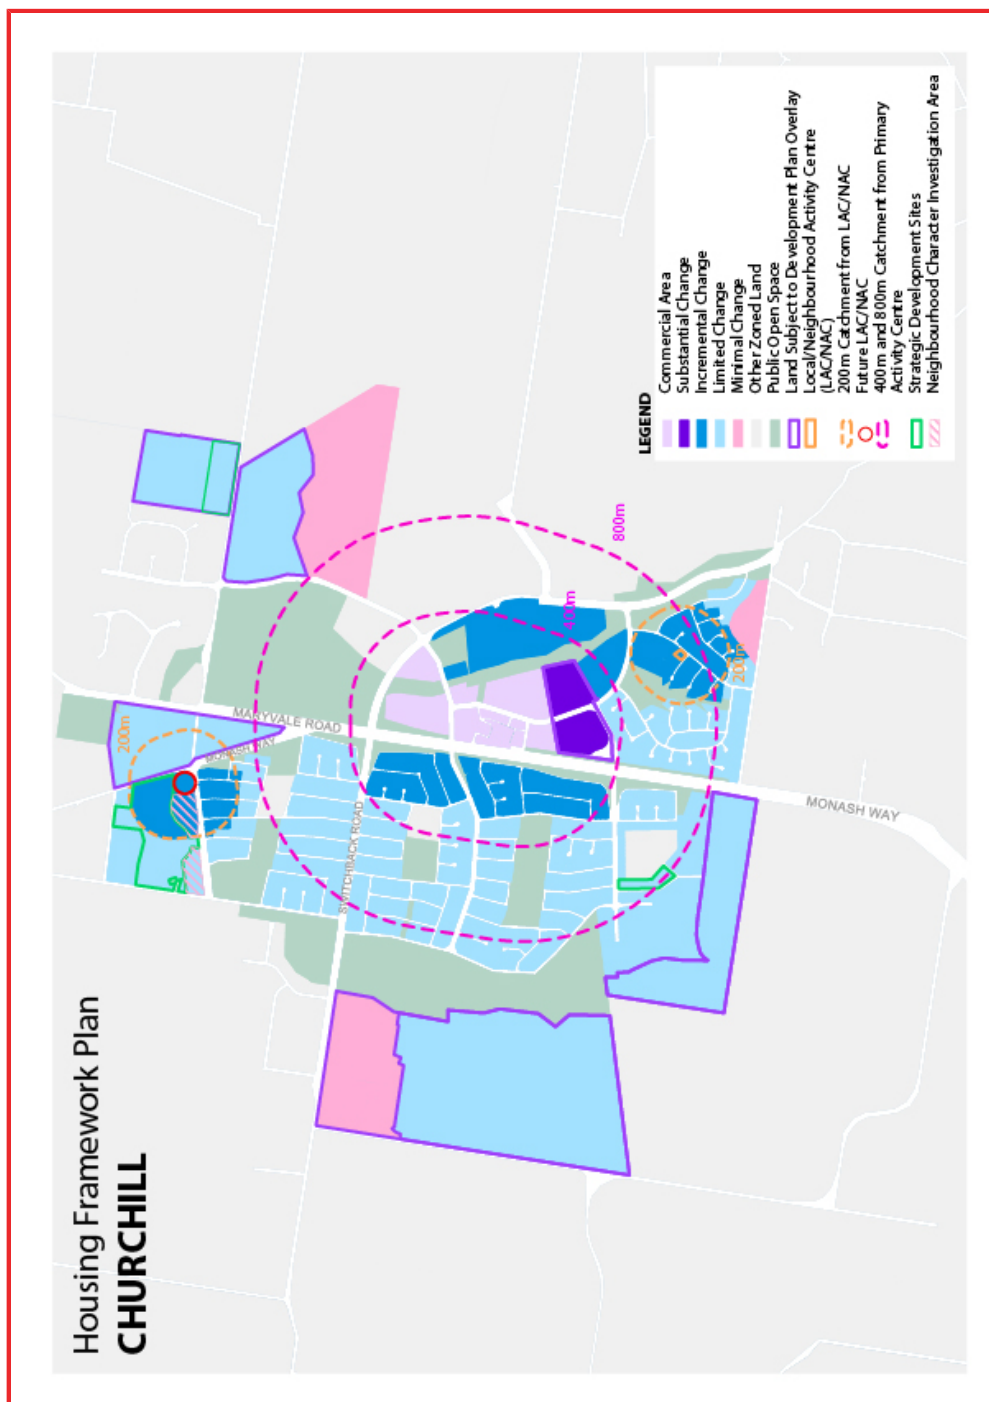 Housing Framework Plan
CHURCHILL
MARYVALE ROAD
MONASH WAY
SWITCHBACK ROAD
MONASH WAY
200m
200m
400m
800m
LEGEND
Commercial Area
Substantial Change
Incremental Change
Limited Change
Minimal Change
Other Zoned Land
Public Open Space
Land Subject to Development Plan Overlay
Local/Neighbourhood Activity Centre
(LAC/NAC)
200m Catchment from LAC/NAC
Future LAC/NAC
400m and 800m Catchment from Primary
Activity Centre
Strategic Development Sites
Neighbourhood Character Investigation Area